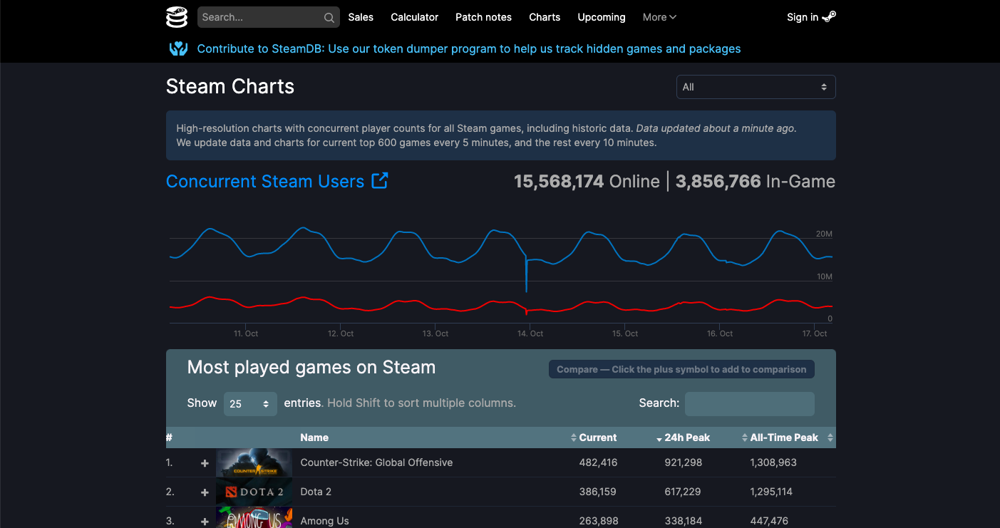 Search...
Sales
Calculator
Patch notes
Charts
Upcoming
More
Sign in
Contribute to SteamDB: Use our token dumper program to help us track hidden games and packages
Steam Charts
All
High-resolution charts with concurrent player counts for all Steam games, including historic data. Data updated about a minute ago.
We update data and charts for current top 600 games every 5 minutes, and the rest every 10 minutes.
Concurrent Steam Users
15,568,174 Online | 3,856,766 In-Game
20M
10M
0
11. Oct
12. Oct
13. Oct
14. Oct
15. Oct
16. Oct
17. Oct
Most played games on Steam
Compare — Click the plus symbol to add to comparison
Show 25 entries. Hold Shift to sort multiple columns.
Search:
# Name Current 24h Peak All-Time Peak
1. + COUNTER STRIKE Counter-Strike: Global Offensive 482,416 921,298 1,308,963
2. + DOTA 2 Dota 2 386,159 617,229 1,295,114
3. + AMONG US Among Us 263,898 338,184 447,476